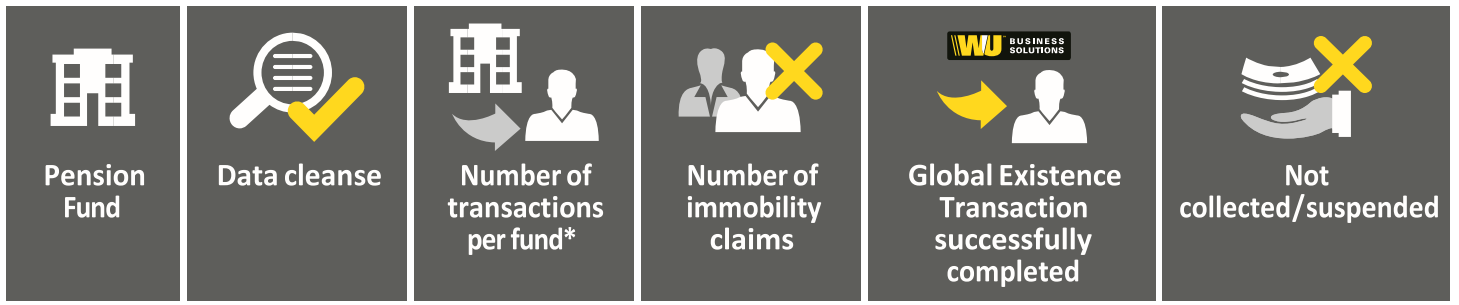 Pension
Fund
Data cleanse
Number of
transactions
per fund*
Number of
immobility
claims
WU BUSINESS
SOLUTIONS
Global Existence
Transaction
successfully
completed
Not
collected/suspended